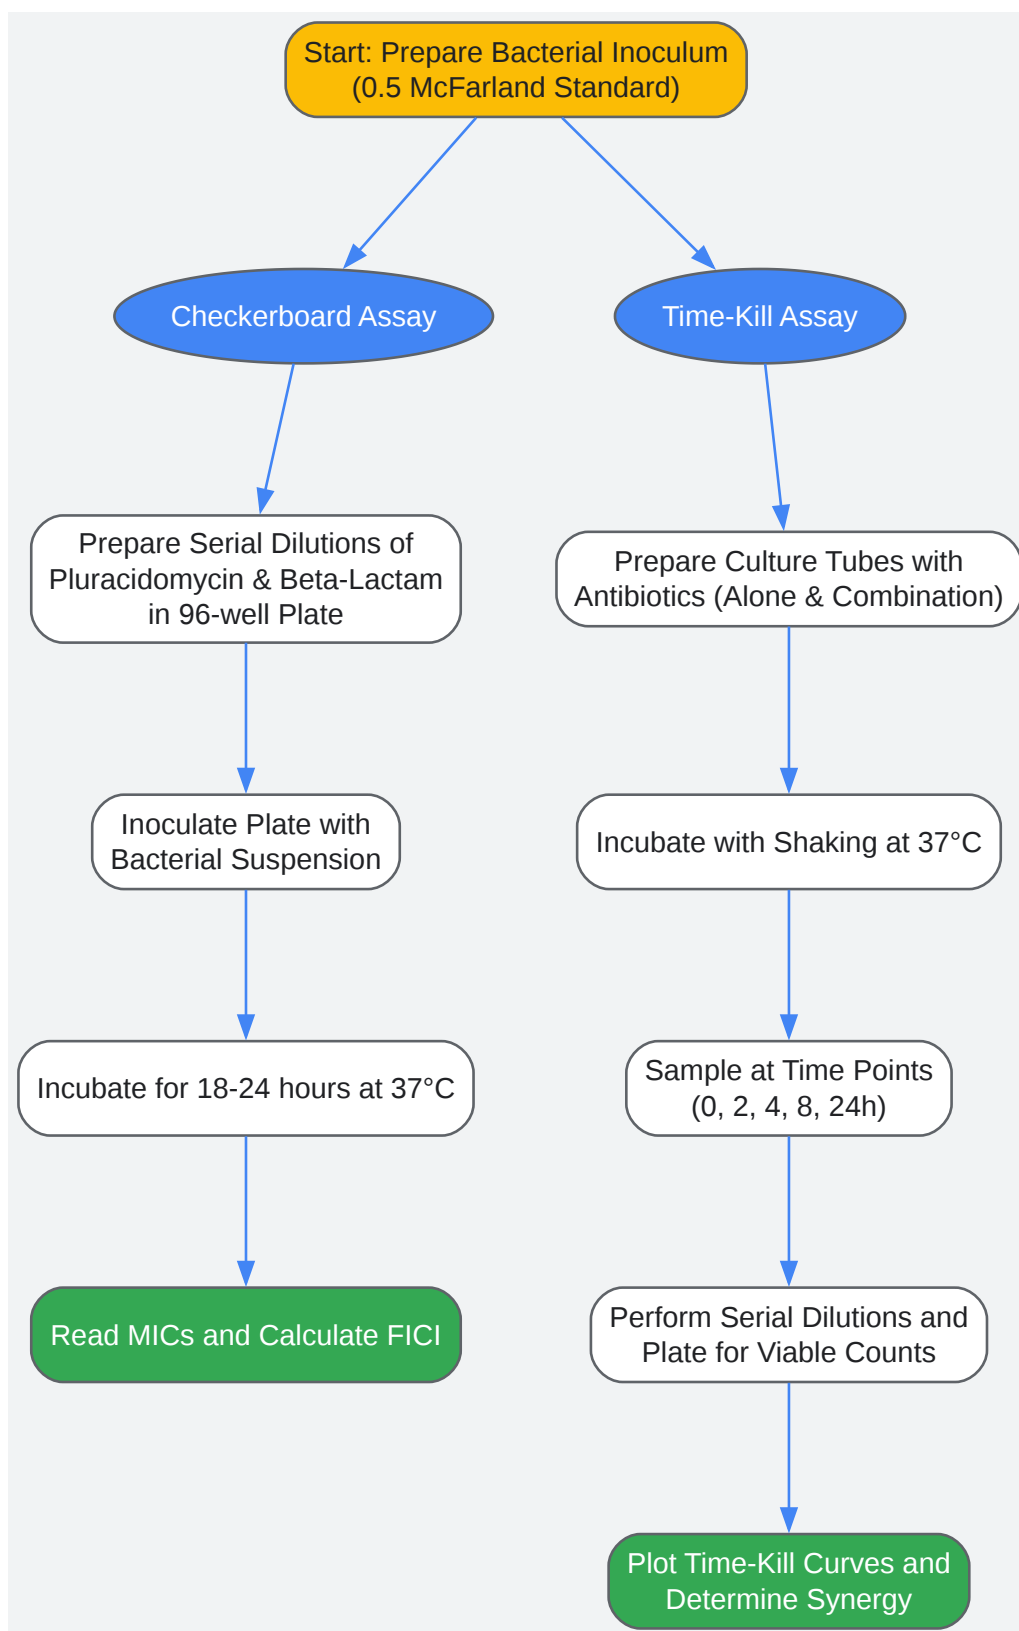 Start: Prepare Bacterial Inoculum
(0.5 McFarland Standard)
Checkerboard Assay
Time-Kill Assay
Prepare Serial Dilutions of
Pluracidomycin & Beta-Lactam
in 96-well Plate
Prepare Culture Tubes with
Antibiotics (Alone & Combination)
Inoculate Plate with
Bacterial Suspension
Incubate with Shaking at 37°C
Incubate for 18-24 hours at 37°C
Sample at Time Points
(0, 2, 4, 8, 24h)
Read MICs and Calculate FICI
Perform Serial Dilutions and
Plate for Viable Counts
Plot Time-Kill Curves and
Determine Synergy